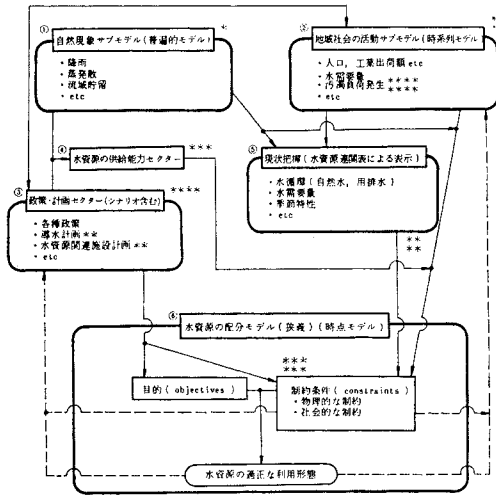 ①
自然現象サブモデル(普遍的モデル)
*
・降雨
・蒸発散
・流域貯留
・etc
②
地域社会の活動サブモデル(時系列モデル
*
・人口，工業出荷額 etc
・水需要量
・汚濁負荷発生 ****
****
・etc
④
水資源の供給能力セクター
***
③
政策・計画セクター(シナリオ含む)
****
・各種政策
・導水計画 **
・水資源関連施設計画 **
・etc
⑤
現状把握(水資源連関表による表示)
・水循環(自然水，用排水)
・水需要量
・季節特性
・etc
**
**
⑥
水資源の配分モデル(狭義)(時点モデル)
***
***
目的( objectives )
制約条件( constraints )
・物理的な制約
・社会的な制約
水資源の適正な利用形態